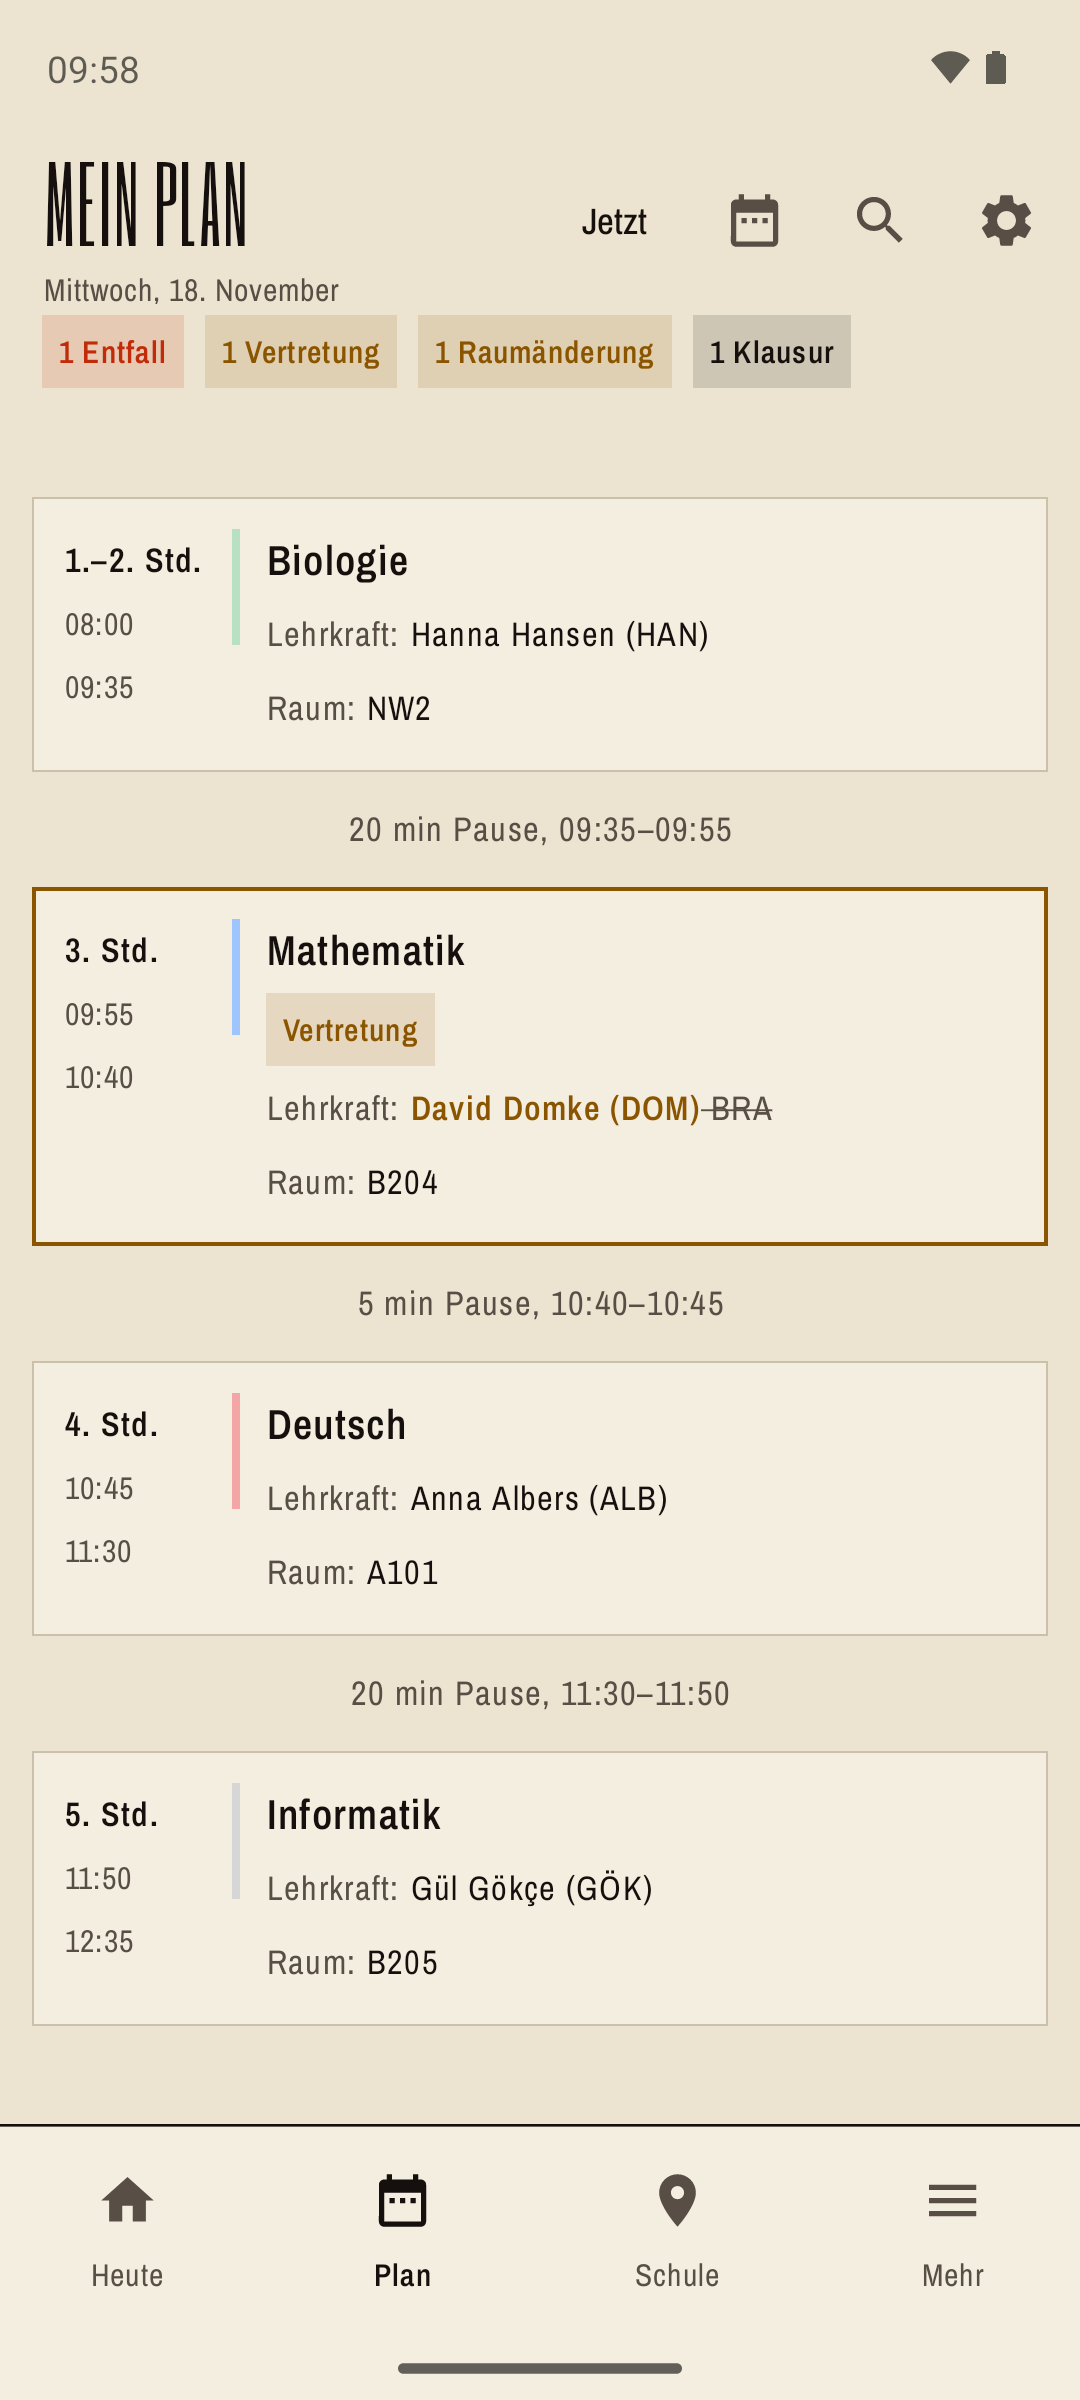 09:58
MEIN PLAN
Jetzt
Mittwoch, 18. November
1 Entfall
1 Vertretung
1 Raumänderung
1 Klausur
1.–2. Std.
08:00
09:35
Biologie
Lehrkraft: Hanna Hansen (HAN)
Raum: NW2
20 min Pause, 09:35–09:55
3. Std.
09:55
10:40
Mathematik
Vertretung
Lehrkraft: David Domke (DOM) BRA
Raum: B204
5 min Pause, 10:40–10:45
4. Std.
10:45
11:30
Deutsch
Lehrkraft: Anna Albers (ALB)
Raum: A101
20 min Pause, 11:30–11:50
5. Std.
11:50
12:35
Informatik
Lehrkraft: Gül Gökçe (GÖK)
Raum: B205
Heute
Plan
Schule
Mehr